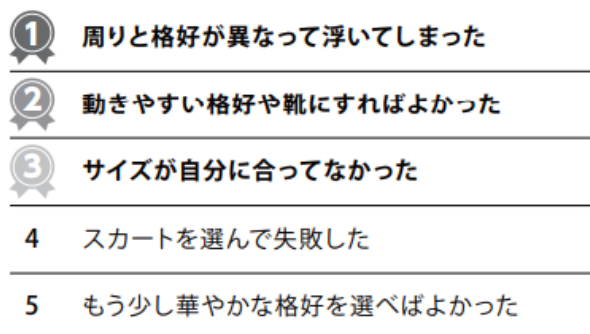 1 周りと格好が異なって浮いてしまった
2 動きやすい格好や靴にすればよかった
3 サイズが自分に合ってなかった
4 スカートを選んで失敗した
5 もう少し華やかな格好を選べばよかった